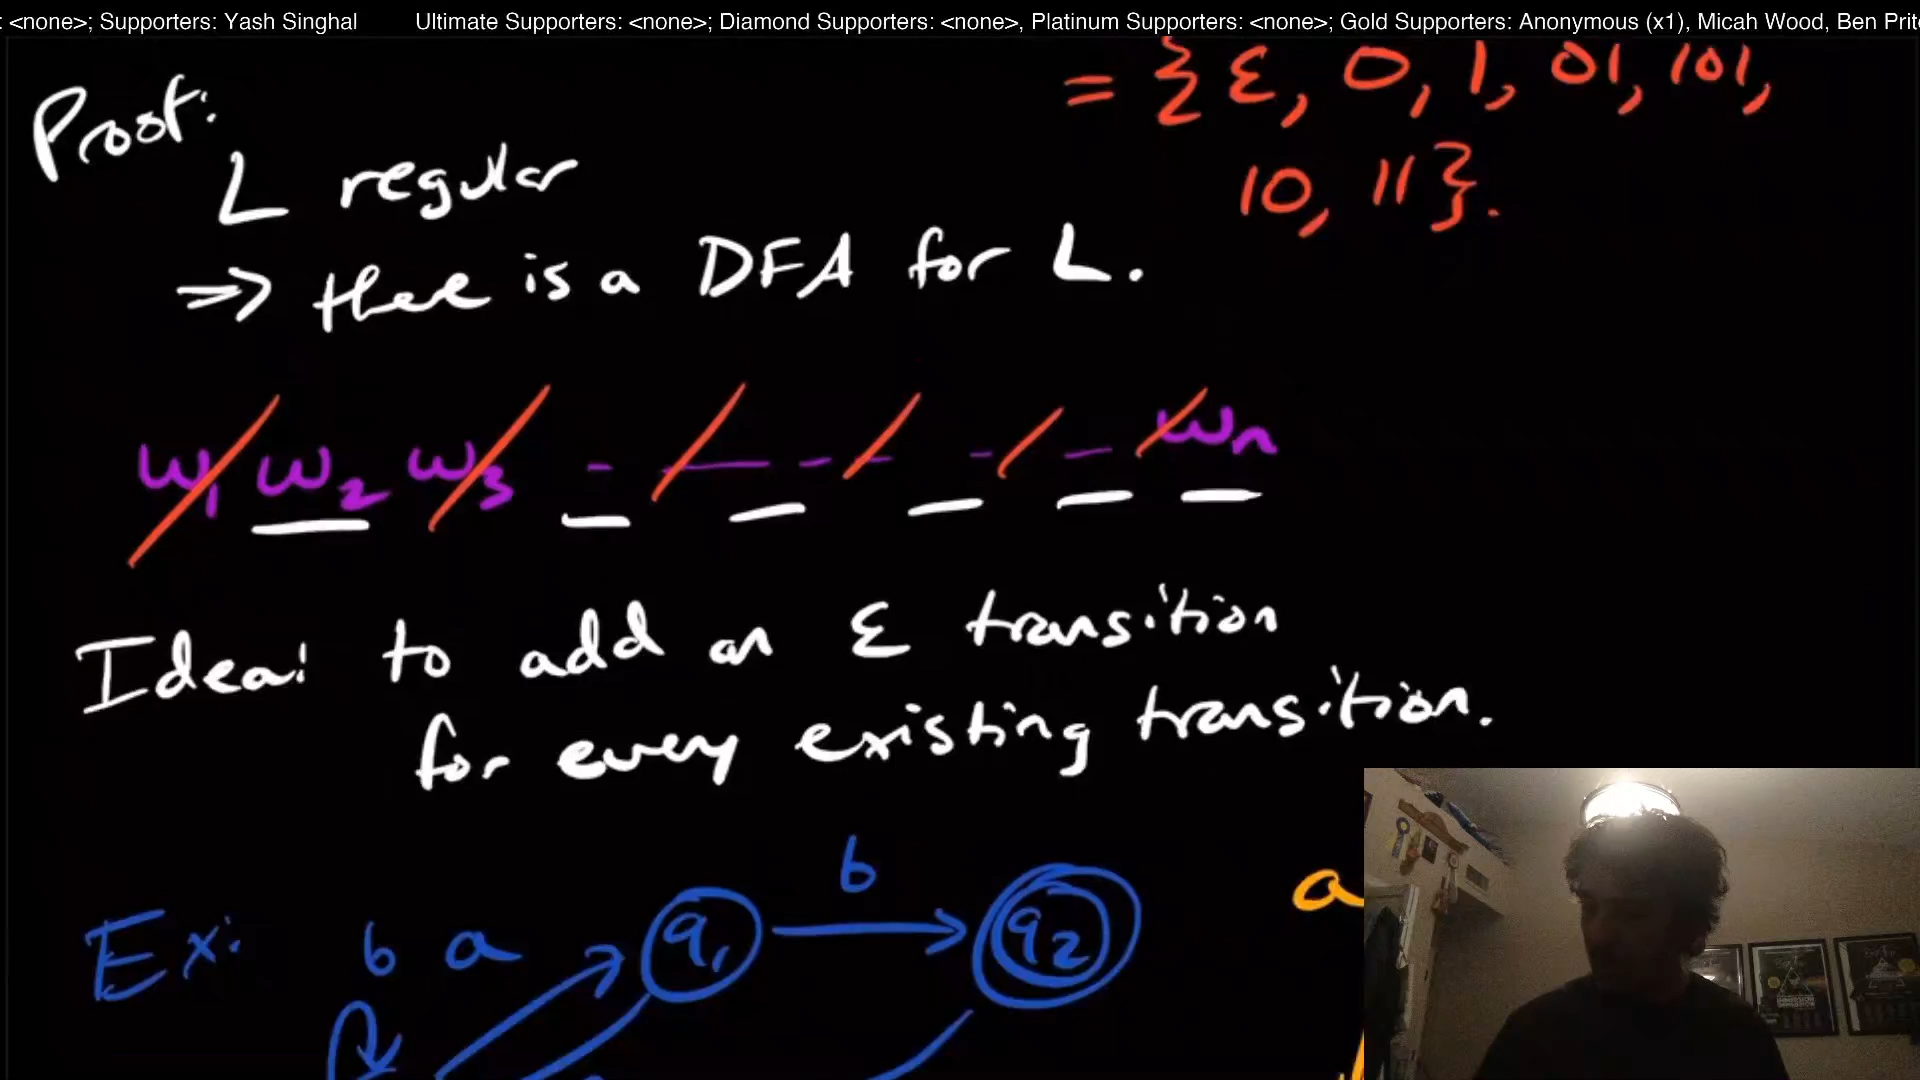 : <none>; Supporters: Yash Singhal Ultimate Supporters: <none>; Diamond Supporters: <none>, Platinum Supporters: <none>; Gold Supporters: Anonymous (x1), Micah Wood, Ben Prit
= {ε, 0, 1, 01, 101,
10, 11}.
Proof:
L regular
⇒ there is a DFA for L.
w₁ w₂ w₃ - — - - - - wₙ
Idea: to add an ε transition
for every existing transition.
Ex: b a q₁ b q₂ a